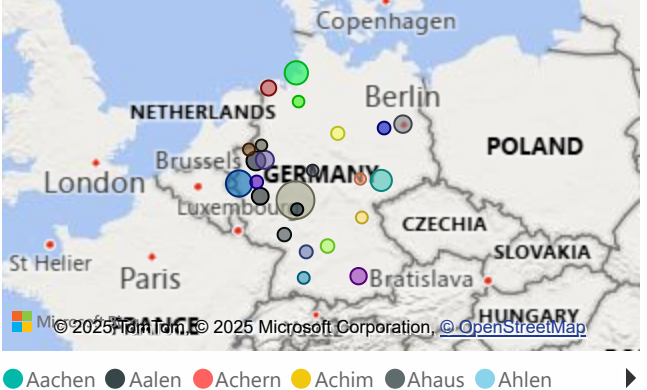 Copenhagen
Berlin
NETHERLANDS
POLAND
Brussels
GERMANY
London
Luxembourg
CZECHIA
St Helier
SLOVAKIA
Paris
Bratislava
HUNGARY
FRANCE
© 2025 TomTom, © 2025 Microsoft Corporation, © OpenStreetMap
Aachen Aalen Achern Achim Ahaus Ahlen